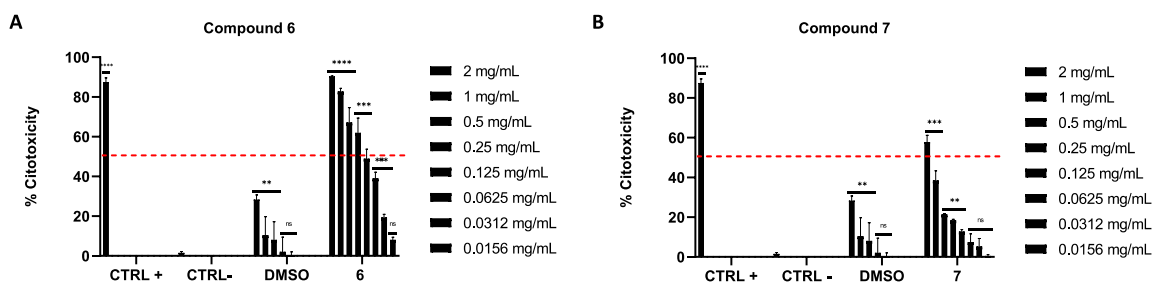 A
Compound 6
% Citotoxicity
100
80
60
40
20
0
****
**
ns
****
***
***
ns
CTRL +
CTRL-
DMSO
6
2 mg/mL
1 mg/mL
0.5 mg/mL
0.25 mg/mL
0.125 mg/mL
0.0625 mg/mL
0.0312 mg/mL
0.0156 mg/mL
B
Compound 7
% Citotoxicity
100
80
60
40
20
0
****
**
ns
***
**
ns
CTRL +
CTRL -
DMSO
7
2 mg/mL
1 mg/mL
0.5 mg/mL
0.25 mg/mL
0.125 mg/mL
0.0625 mg/mL
0.0312 mg/mL
0.0156 mg/mL